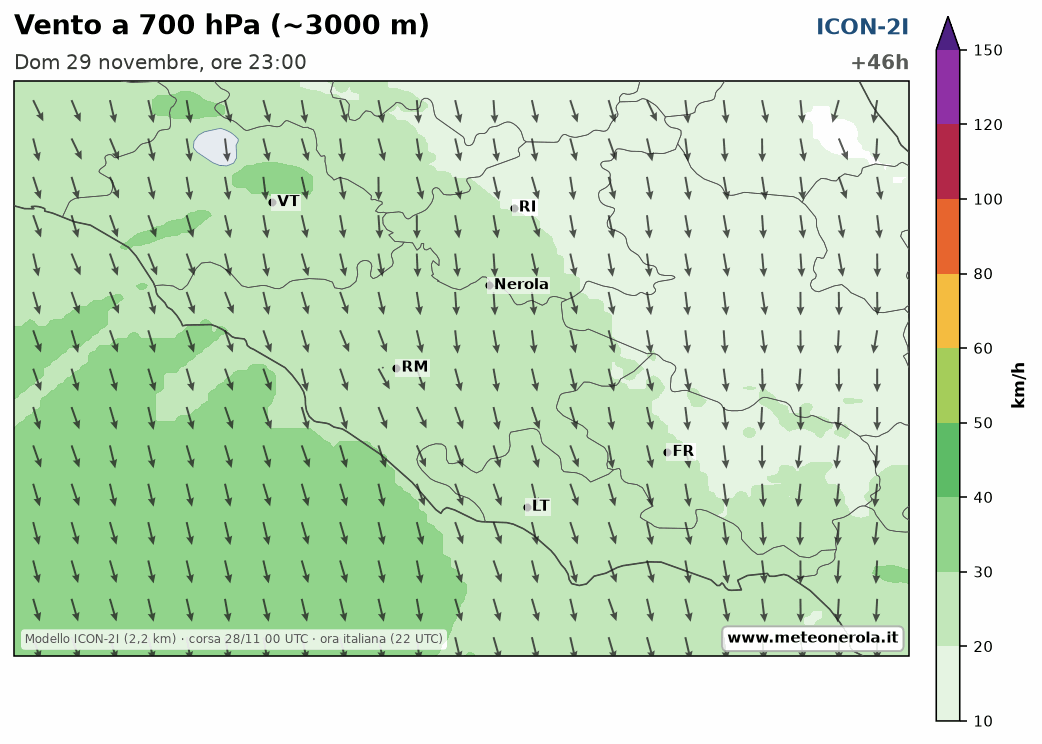 Vento a 700 hPa (~3000 m)
ICON-2I
Dom 29 novembre, ore 23:00
+46h
150
120
100
80
60
50
40
30
20
10
km/h
VT
RI
Nerola
RM
FR
LT
Modello ICON-2I (2,2 km) · corsa 28/11 00 UTC · ora italiana (22 UTC)
www.meteonerola.it